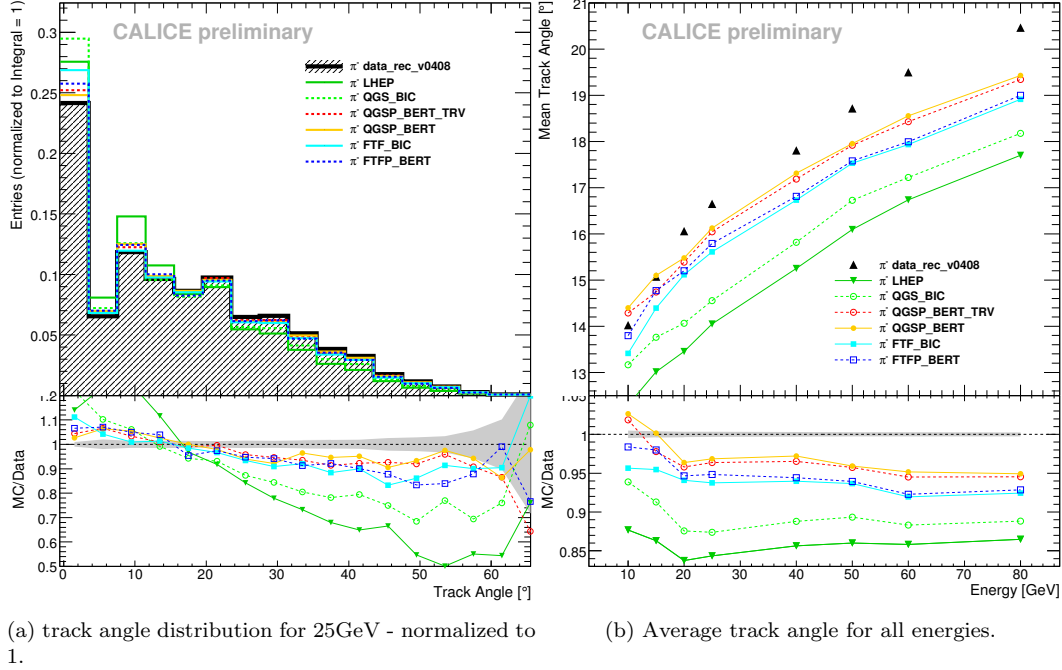 CALICE preliminary
Entries (normalized to Integral = 1)
0.3
0.25
0.2
0.15
0.1
0.05
π- data_rec_v0408
π- LHEP
π- QGS_BIC
π- QGSP_BERT_TRV
π- QGSP_BERT
π- FTF_BIC
π- FTFP_BERT
MC/Data
1.2
1.1
1
0.9
0.8
0.7
0.6
0.5
0 10 20 30 40 50 60
Track Angle [°]
(a) track angle distribution for 25GeV - normalized to
1.
CALICE preliminary
Mean Track Angle [°]
21
20
19
18
17
16
15
14
13
π- data_rec_v0408
π- LHEP
π- QGS_BIC
π- QGSP_BERT_TRV
π- QGSP_BERT
π- FTF_BIC
π- FTFP_BERT
MC/Data
1.05
1
0.95
0.9
0.85
10 20 30 40 50 60 70 80 90
Energy [GeV]
(b) Average track angle for all energies.